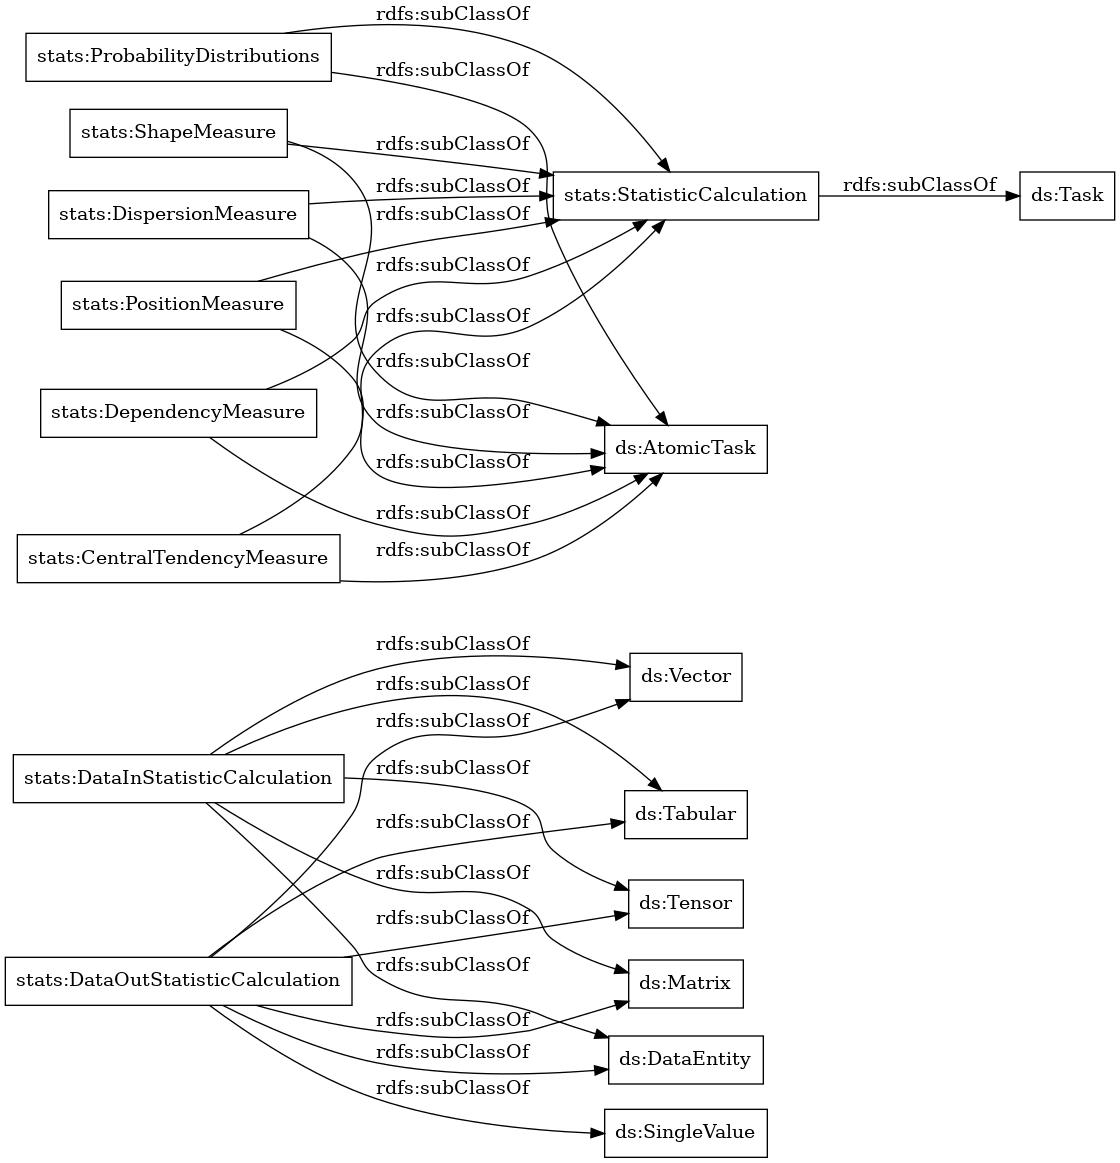 rdfs:subClassOf
stats:ProbabilityDistributions
rdfs:subClassOf
stats:ShapeMeasure
rdfs:subClassOf
rdfs:subClassOf
stats:StatisticCalculation
rdfs:subClassOf
ds:Task
stats:DispersionMeasure
rdfs:subClassOf
rdfs:subClassOf
stats:PositionMeasure
rdfs:subClassOf
rdfs:subClassOf
stats:DependencyMeasure
rdfs:subClassOf
ds:AtomicTask
rdfs:subClassOf
rdfs:subClassOf
rdfs:subClassOf
stats:CentralTendencyMeasure
rdfs:subClassOf
ds:Vector
rdfs:subClassOf
rdfs:subClassOf
stats:DataInStatisticCalculation
rdfs:subClassOf
ds:Tabular
rdfs:subClassOf
rdfs:subClassOf
ds:Tensor
rdfs:subClassOf
rdfs:subClassOf
stats:DataOutStatisticCalculation
ds:Matrix
rdfs:subClassOf
rdfs:subClassOf
ds:DataEntity
rdfs:subClassOf
ds:SingleValue